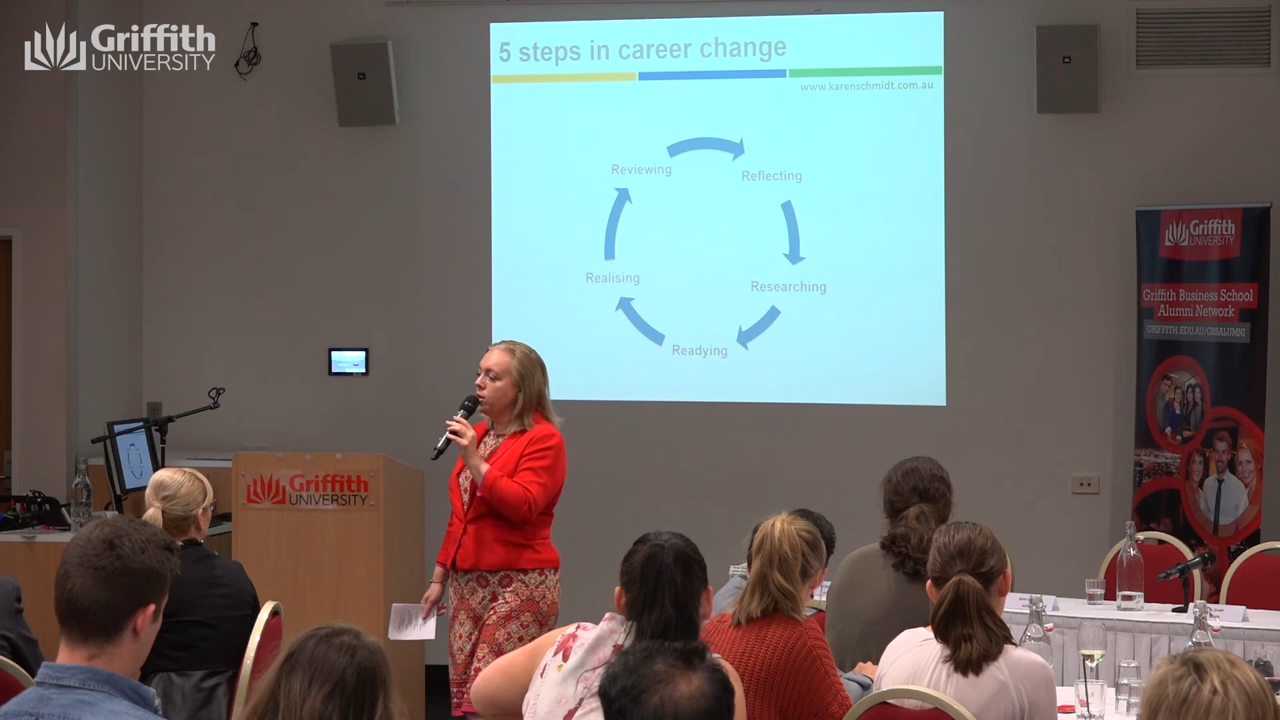 Griffith
UNIVERSITY
5 steps in career change
www.karenschmidt.com.au
Reviewing
Reflecting
Realising
Researching
Readying
Griffith
UNIVERSITY
Griffith
UNIVERSITY
Griffith Business School
Alumni Network
GRIFFITH.EDU.AU/GBSALUMNI